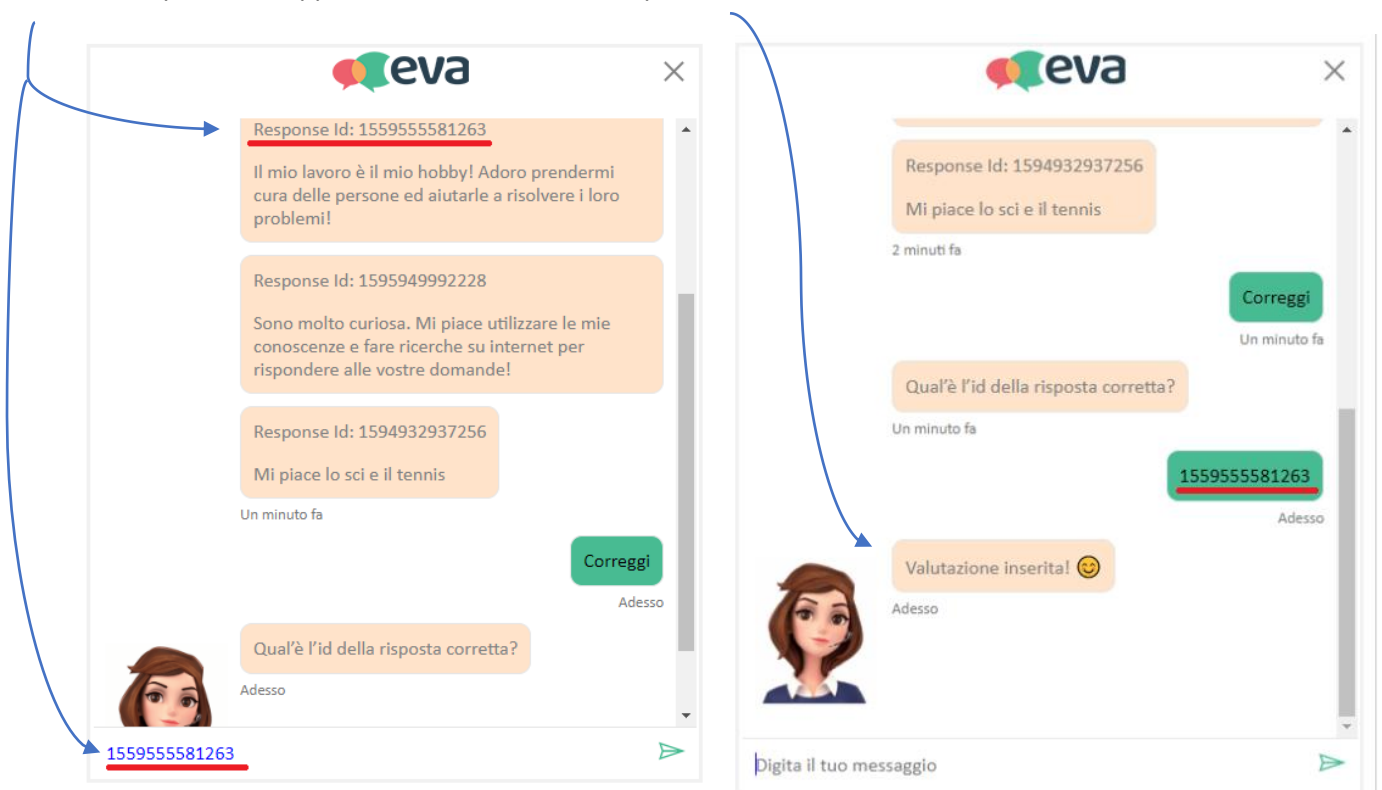 eva
Response Id: 1559555581263
Il mio lavoro è il mio hobby! Adoro prendermi
cura delle persone ed aiutarle a risolvere i loro
problemi!
Response Id: 1595949992228
Sono molto curiosa. Mi piace utilizzare le mie
conoscenze e fare ricerche su internet per
rispondere alle vostre domande!
Response Id: 1594932937256
Mi piace lo sci e il tennis
Un minuto fa
Correggi
Adesso
Qual'è l'id della risposta corretta?
Adesso
1559555581263
eva
Response Id: 1594932937256
Mi piace lo sci e il tennis
2 minuti fa
Correggi
Un minuto fa
Qual'è l'id della risposta corretta?
Un minuto fa
1559555581263
Adesso
Valutazione inserita! 😊
Adesso
Digita il tuo messaggio